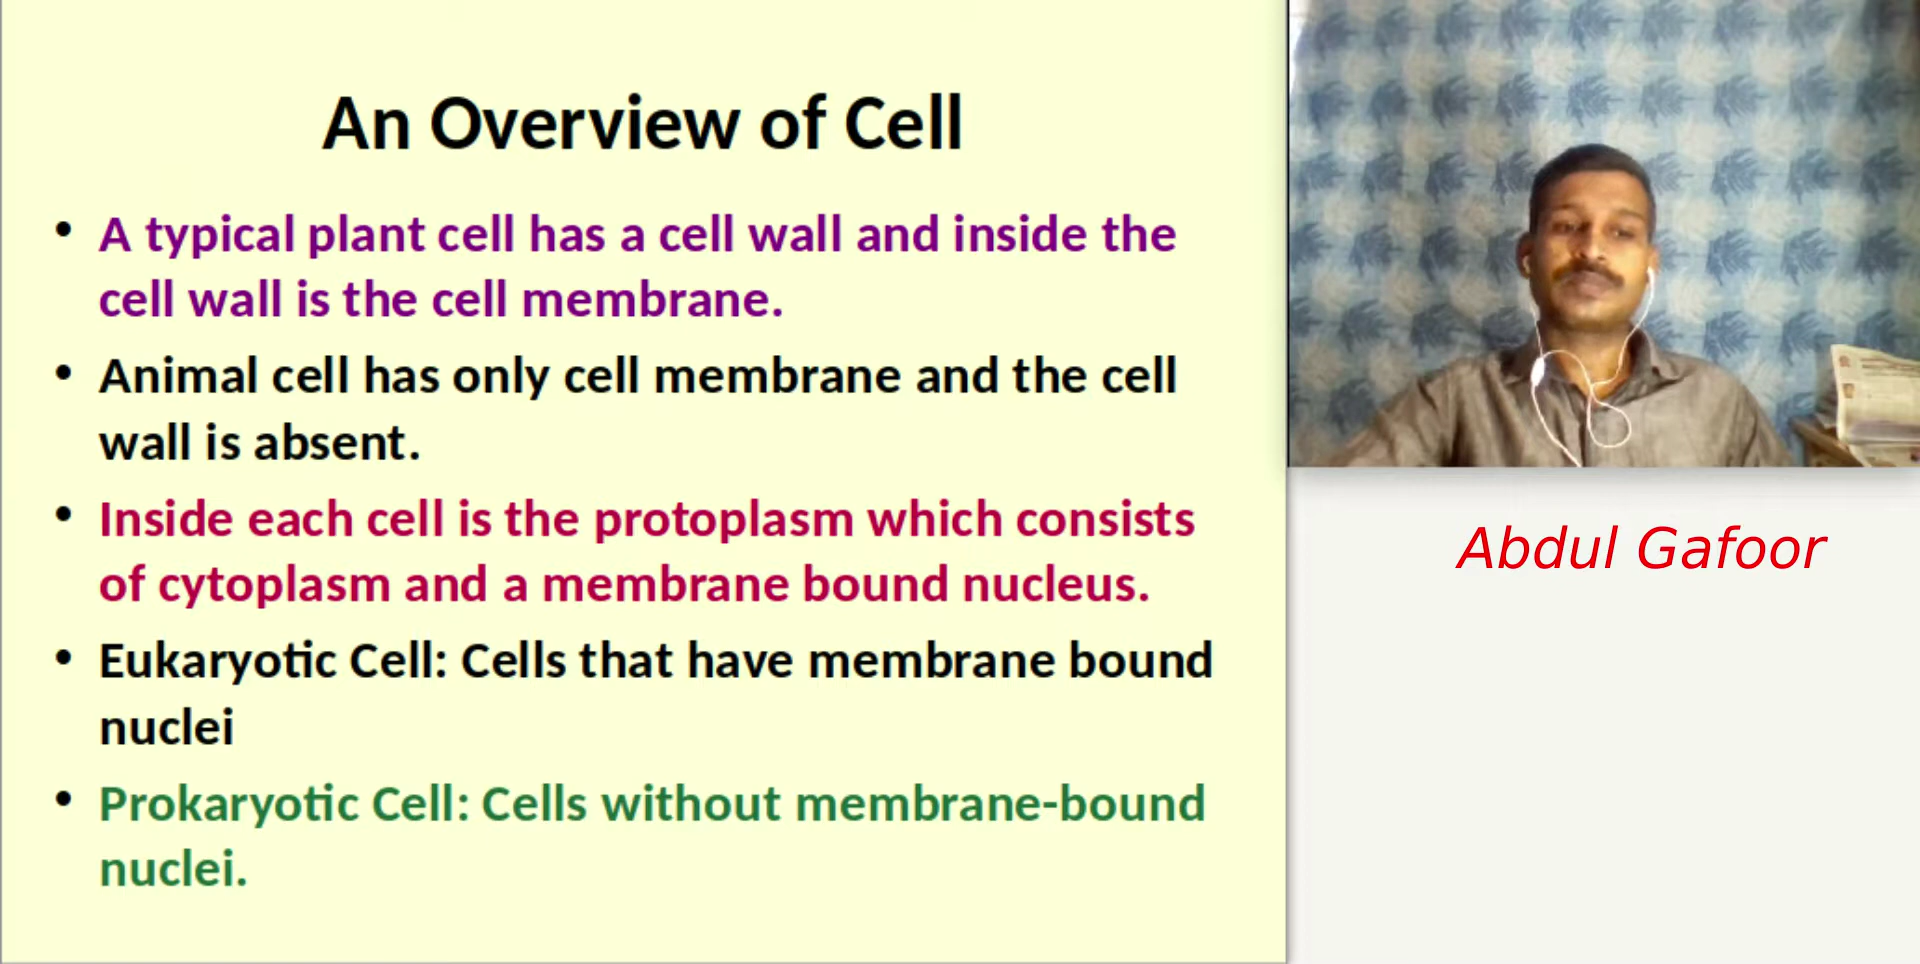 An Overview of Cell
• A typical plant cell has a cell wall and inside the
cell wall is the cell membrane.
• Animal cell has only cell membrane and the cell
wall is absent.
• Inside each cell is the protoplasm which consists
of cytoplasm and a membrane bound nucleus.
• Eukaryotic Cell: Cells that have membrane bound
nuclei
• Prokaryotic Cell: Cells without membrane-bound
nuclei.
Abdul Gafoor